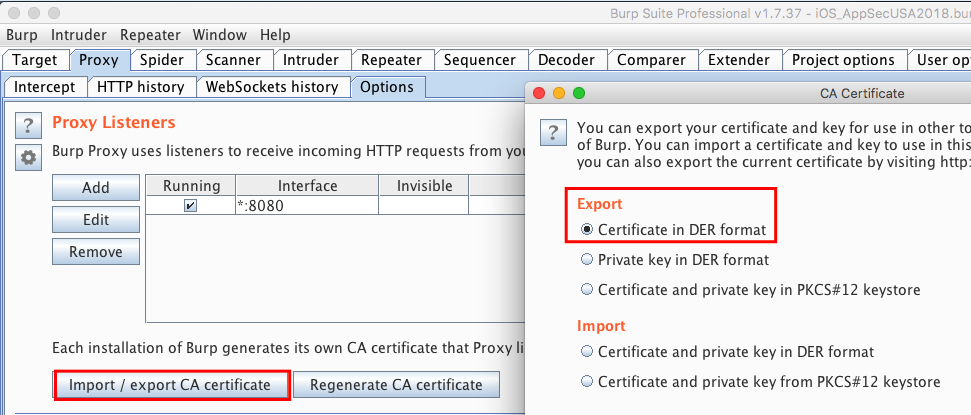 Burp Suite Professional v1.7.37 - iOS_AppSecUSA2018.bu
Burp Intruder Repeater Window Help
Target Proxy Spider Scanner Intruder Repeater Sequencer Decoder Comparer Extender Project options User op
Intercept HTTP history WebSockets history Options
CA Certificate
? Proxy Listeners
Burp Proxy uses listeners to receive incoming HTTP requests from you
Add
Edit
Remove
Running Interface Invisible
*:8080
Each installation of Burp generates its own CA certificate that Proxy li
Import / export CA certificate Regenerate CA certificate
? You can export your certificate and key for use in other to
of Burp. You can import a certificate and key to use in this
you can also export the current certificate by visiting http:
Export
Certificate in DER format
Private key in DER format
Certificate and private key in PKCS#12 keystore
Import
Certificate and private key in DER format
Certificate and private key from PKCS#12 keystore